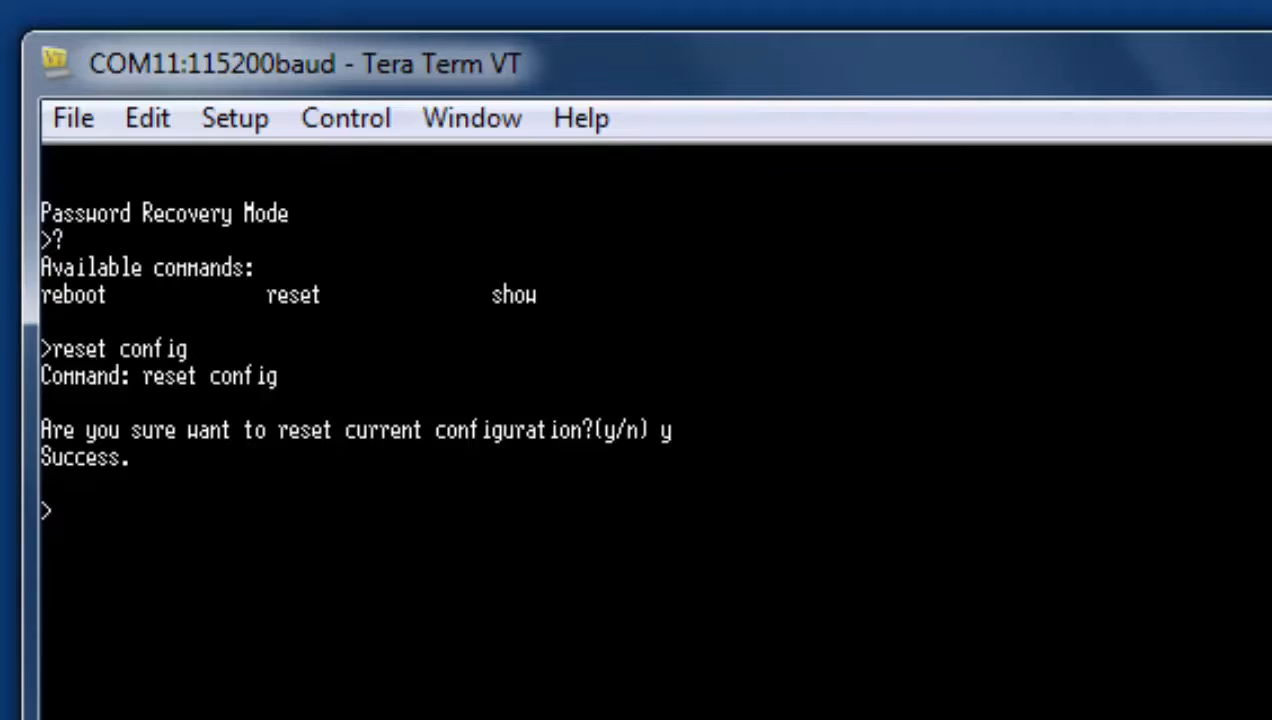 COM11:115200baud - Tera Term VT
File Edit Setup Control Window Help
Password Recovery Mode
>?
Available commands:
reboot reset show
>reset config
Command: reset config
Are you sure want to reset current configuration?(y/n) y
Success.
>